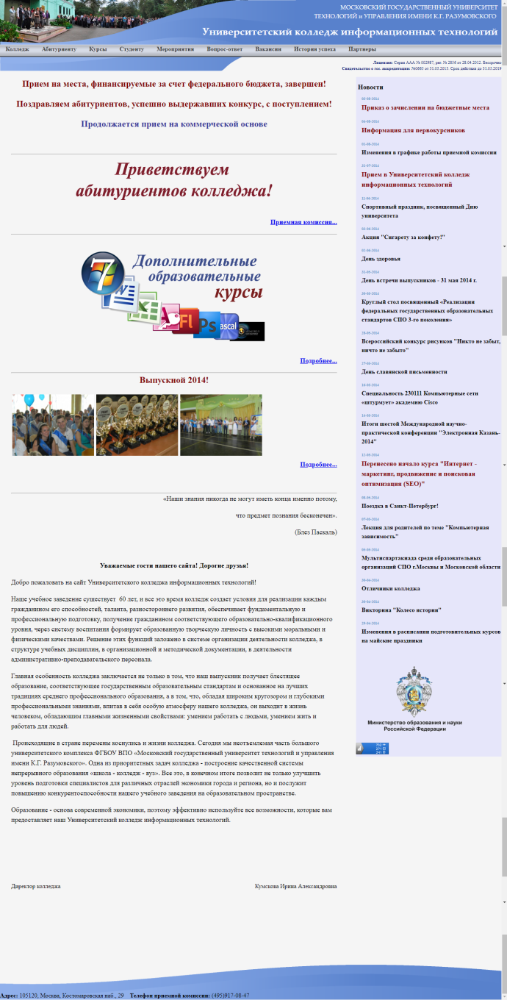 МОСКОВСКИЙ ГОСУДАРСТВЕННЫЙ УНИВЕРСИТЕТ
ТЕХНОЛОГИЙ и УПРАВЛЕНИЯ ИМЕНИ К.Г. РАЗУМОВСКОГО
Университетский колледж информационных технологий
Колледж Абитуриенту Курсы Студенту Мероприятия Вопрос-ответ Вакансии История успеха Партнеры
Лицензия: Серия ААА № 002987, рег. № 2856 от 28.04.2012. Бессрочно
Свидетельство о гос. аккредитации: №0665 от 31.05.2013. Срок действия до 31.05.2019
Прием на места, финансируемые за счет федерального бюджета, завершен!
Поздравляем абитуриентов, успешно выдержавших конкурс, с поступлением!
Продолжается прием на коммерческой основе
Приветствуем
абитуриентов колледжа!
Приемная комиссия...
7
Дополнительные
образовательные
курсы
W
A
Fl
Ps
ascal
Подробнее...
Выпускной 2014!
Подробнее...
«Наши знания никогда не могут иметь конца именно потому,
что предмет познания бесконечен».
(Блез Паскаль)
Уважаемые гости нашего сайта! Дорогие друзья!
Добро пожаловать на сайт Университетского колледжа информационных технологий!
Наше учебное заведение существует 60 лет, и все это время колледж создает условия для реализации каждым
гражданином его способностей, таланта, разностороннего развития, обеспечивает фундаментальную и
профессиональную подготовку, получение гражданином соответствующего образовательно-квалификационного
уровня, через систему воспитания формирует образованную творческую личность с высокими моральными и
физическими качествами. Решение этих функций заложено в системе организации деятельности колледжа, в
структуре учебных дисциплин, в организационной и методической документации, в деятельности
административно-преподавательского персонала.
Главная особенность колледжа заключается не только в том, что наш выпускник получает блестящее
образование, соответствующее государственным образовательным стандартам и основанное на лучших
традициях среднего профессионального образования, а в том, что, обладая широким кругозором и глубокими
профессиональными знаниями, впитав в себя особую атмосферу нашего колледжа, он выходит в жизнь
человеком, обладающим главными жизненными свойствами: умением работать с людьми, умением жить и
работать для людей.
Происходящие в стране перемены коснулись и жизни колледжа. Сегодня мы неотъемлемая часть большого
университетского комплекса ФГБОУ ВПО «Московский государственный университет технологий и управления
имени К.Г. Разумовского». Одна из приоритетных задач колледжа - построение качественной системы
непрерывного образования «школа - колледж - вуз». Все это, в конечном итоге позволит не только улучшить
уровень подготовки специалистов для различных отраслей экономики города и региона, но и послужит
повышению конкурентоспособности нашего учебного заведения на образовательном пространстве.
Образование - основа современной экономики, поэтому эффективно используйте все возможности, которые вам
предоставляет наш Университетский колледж информационных технологий.
Директор колледжа Кумскова Ирина Александровна
Новости
Приказ о зачислении на бюджетные места
Информация для первокурсников
Изменения в графике работы приемной комиссии
Прием в Университетский колледж
информационных технологий
Спортивный праздник, посвященный Дню
университета
Акция "Сигарету за конфету!"
День здоровья
День встречи выпускников - 31 мая 2014 г.
Круглый стол посвященный «Реализации
федеральных государственных образовательных
стандартов СПО 3-го поколения»
Всероссийский конкурс рисунков "Никто не забыт,
ничто не забыто"
День славянской письменности
Специальность 230111 Компьютерные сети
«штурмует» академию Cisco
Итоги шестой Международной научно-
практической конференции "Электронная Казань-
2014"
Перенесено начало курса "Интернет -
маркетинг, продвижение и поисковая
оптимизация (SEO)"
Поездка в Санкт-Петербург!
Лекция для родителей по теме "Компьютерная
зависимость"
Мультиспартакиада среди образовательных
организаций СПО г.Москвы и Московской области
Отличники колледжа
Викторина "Колесо истории"
Изменения в расписании подготовительных курсов
на майские праздники
Министерство образования и науки
Российской Федерации
Адрес: 105120, Москва, Костомаровская наб., 29 Телефон приемной комиссии: (495)917-08-47